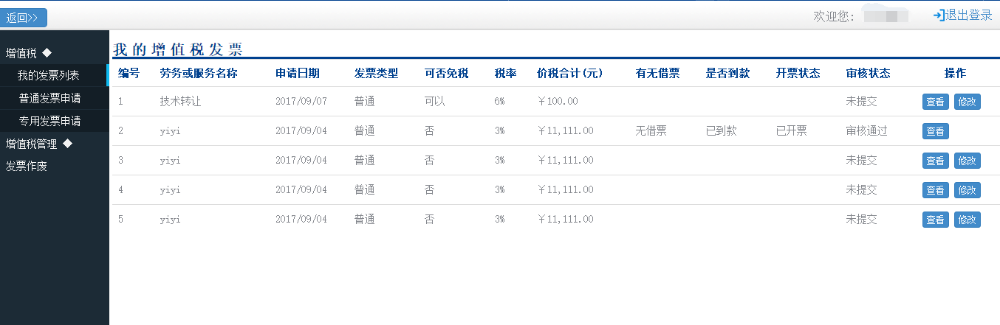 返回>>
欢迎您:
退出登录
增值税 ◆
我的发票列表
普通发票申请
专用发票申请
增值税管理 ◆
发票作废
我的增值税发票
编号 劳务或服务名称 申请日期 发票类型 可否免税 税率 价税合计(元) 有无借票 是否到款 开票状态 审核状态 操作
1 技术转让 2017/09/07 普通 可以 6% ¥100.00 未提交 查看 修改
2 yiyi 2017/09/04 普通 否 3% ¥11,111.00 无借票 已到款 已开票 审核通过 查看
3 yiyi 2017/09/04 普通 否 3% ¥11,111.00 未提交 查看 修改
4 yiyi 2017/09/04 普通 否 3% ¥11,111.00 未提交 查看 修改
5 yiyi 2017/09/04 普通 否 3% ¥11,111.00 未提交 查看 修改